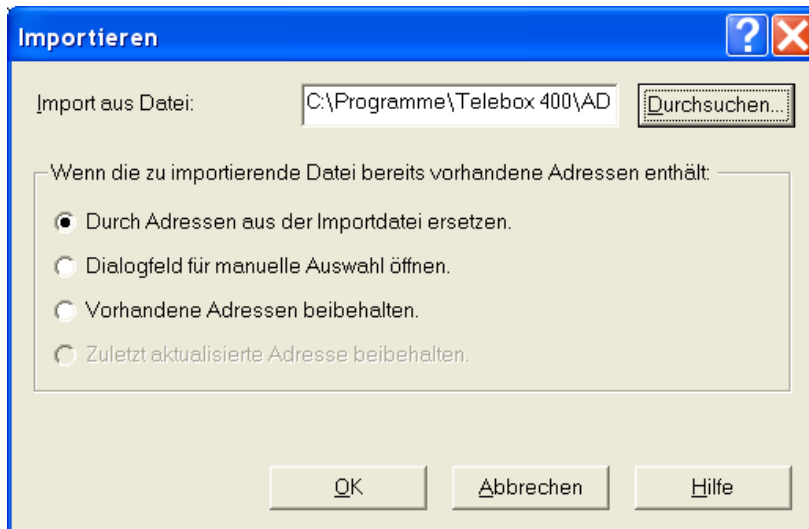 Importieren
Import aus Datei: C:\Programme\Telebox 400\AD Durchsuchen...
Wenn die zu importierende Datei bereits vorhandene Adressen enthält:
Durch Adressen aus der Importdatei ersetzen.
Dialogfeld für manuelle Auswahl öffnen.
Vorhandene Adressen beibehalten.
Zuletzt aktualisierte Adresse beibehalten.
OK Abbrechen Hilfe